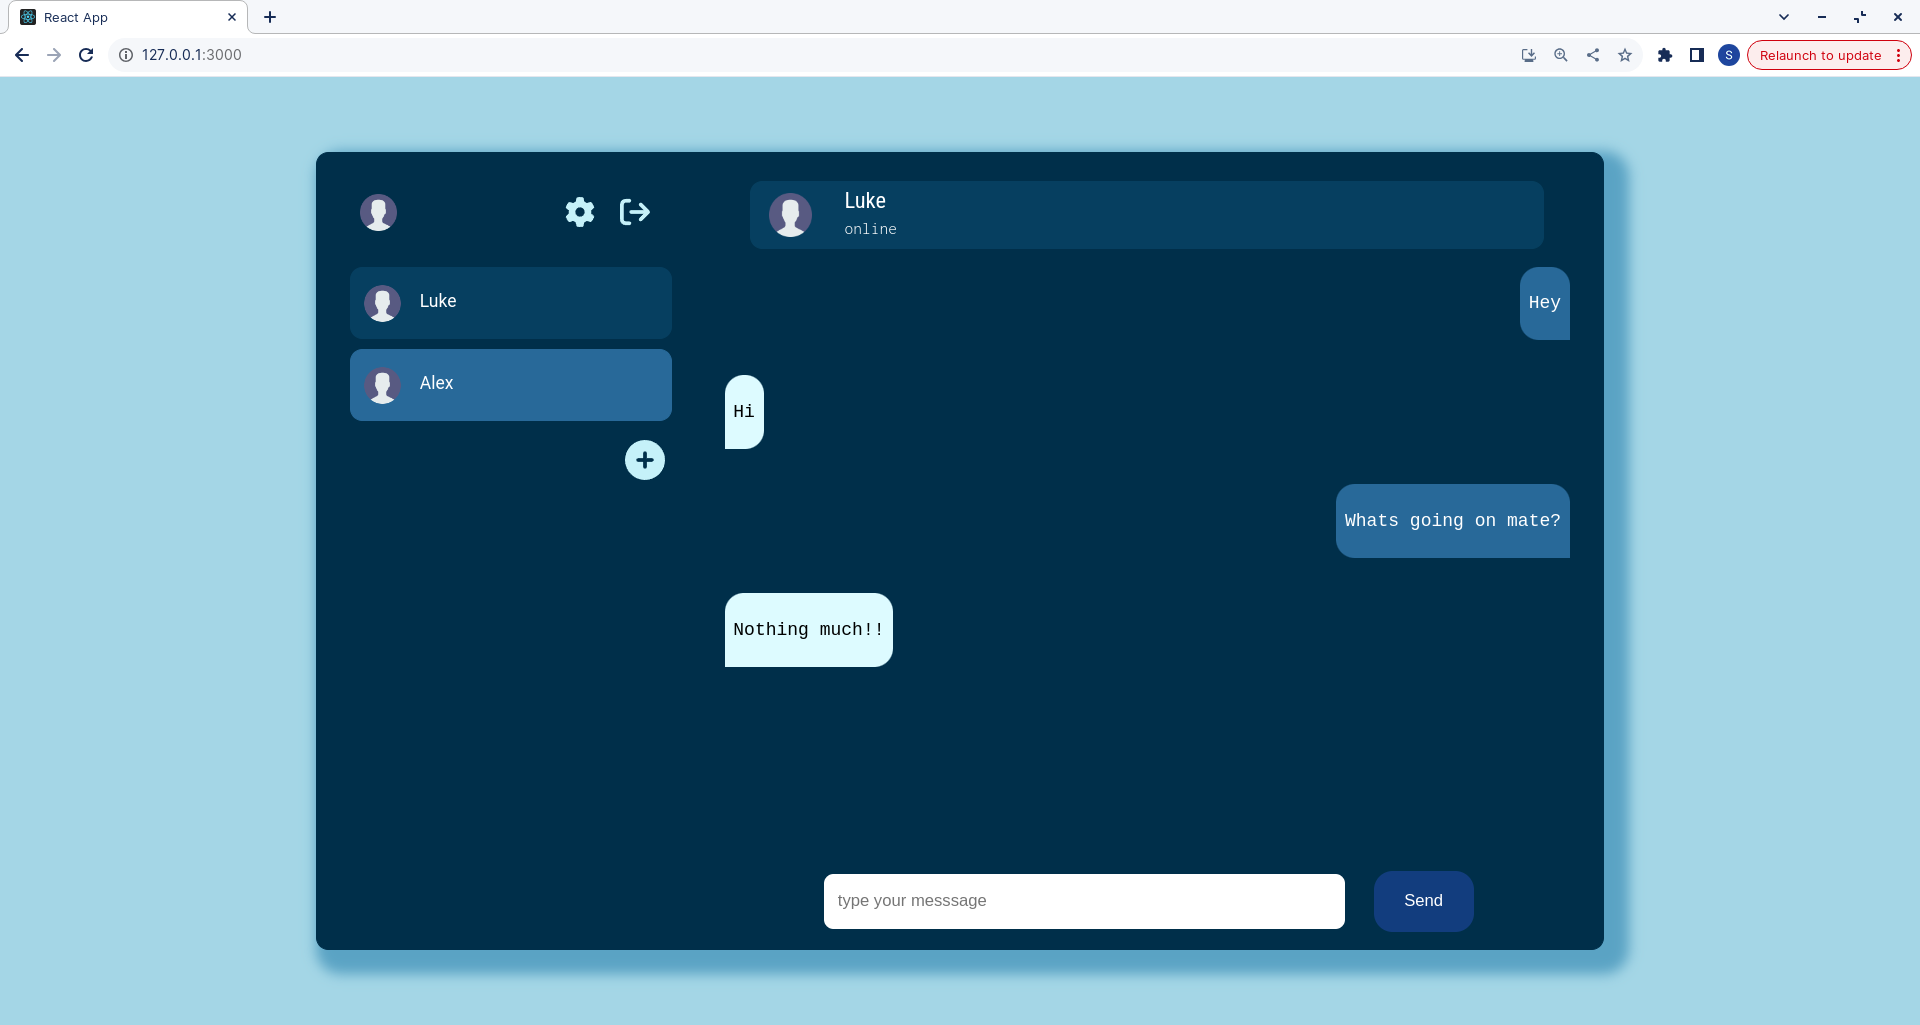 React App
127.0.0.1:3000
S
Relaunch to update
Luke
online
Luke
Alex
Hey
Hi
Whats going on mate?
Nothing much!!
type your messsage
Send